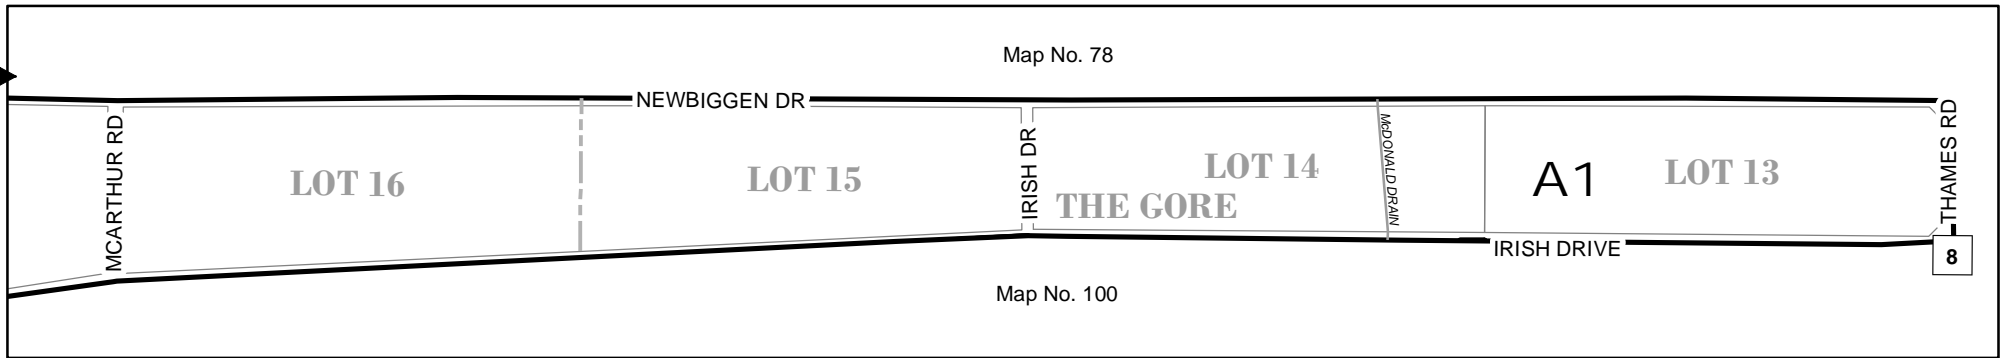 Map No. 78
NEWBIGGEN DR
MCARTHUR RD
LOT 16
LOT 15
IRISH DR
LOT 14
THE GORE
McDONALD DRAIN
A1
LOT 13
THAMES RD
8
IRISH DRIVE
Map No. 100